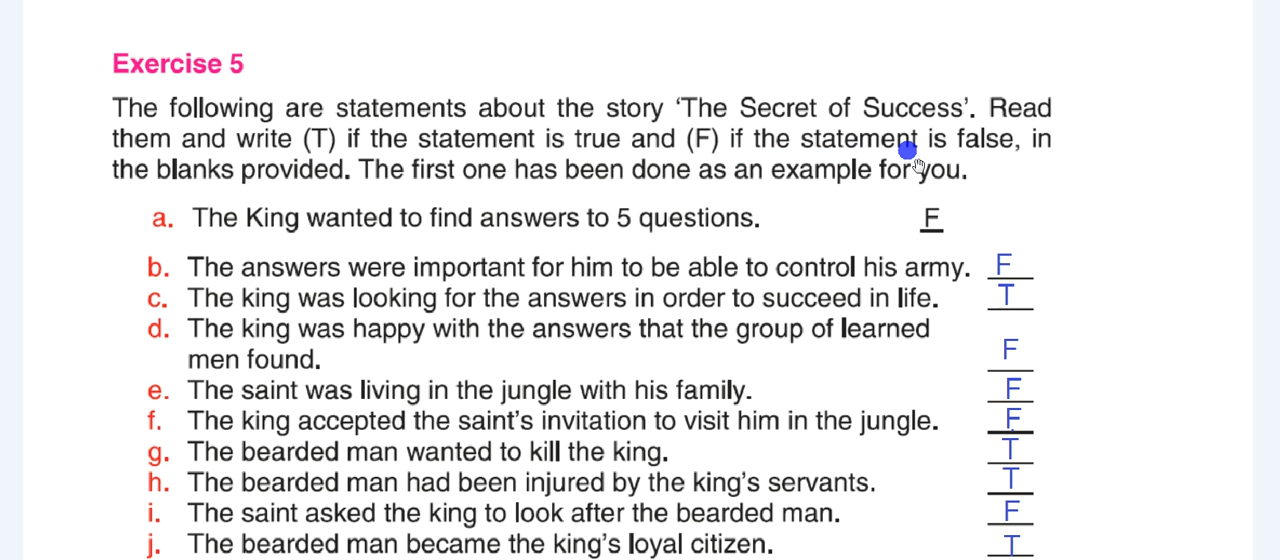 Exercise 5
The following are statements about the story ‘The Secret of Success’. Read
them and write (T) if the statement is true and (F) if the statement is false, in
the blanks provided. The first one has been done as an example for you.
a. The King wanted to find answers to 5 questions. F
b. The answers were important for him to be able to control his army. F
c. The king was looking for the answers in order to succeed in life. T
d. The king was happy with the answers that the group of learned
men found. F
e. The saint was living in the jungle with his family. F
f. The king accepted the saint’s invitation to visit him in the jungle. F
g. The bearded man wanted to kill the king. T
h. The bearded man had been injured by the king’s servants. T
i. The saint asked the king to look after the bearded man. F
j. The bearded man became the king’s loyal citizen. T